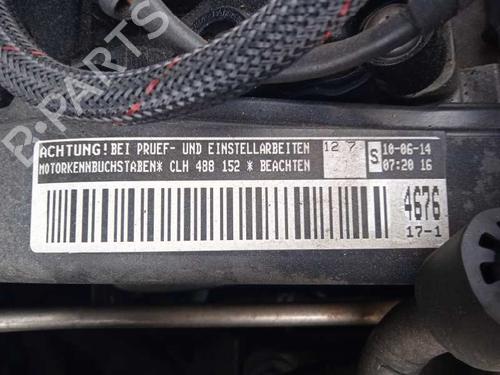 ACHTUNG! BEI PRUEF- UND EINSTELLARBEITEN 12 7 S 10-06-14
MOTORKENNBUCHSTABEN* CLH 488 152 * BEACHTEN 07:20 16
4676
17-1
B-PARTS